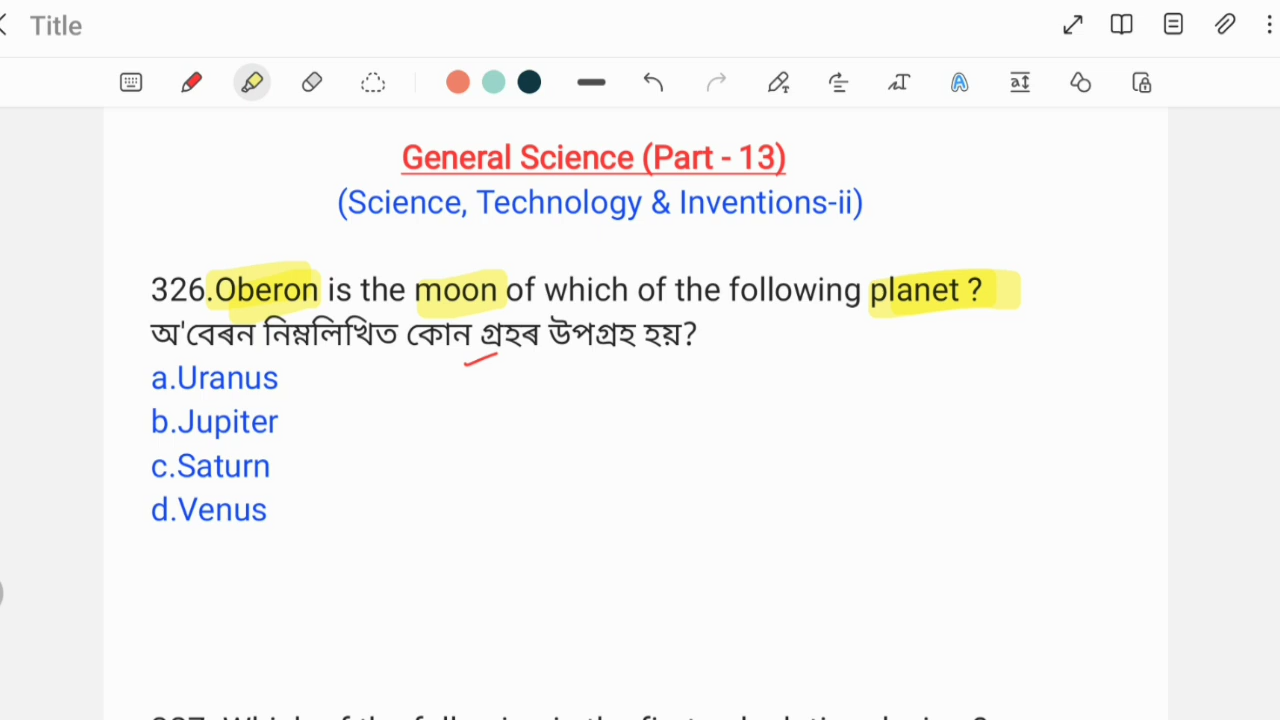 Title
General Science (Part - 13)
(Science, Technology & Inventions-ii)
326.Oberon is the moon of which of the following planet ?
অ'বেৰন নিম্নলিখিত কোন গ্ৰহৰ উপগ্ৰহ হয়?
a.Uranus
b.Jupiter
c.Saturn
d.Venus